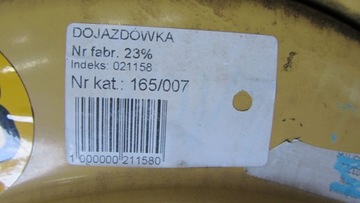 DOJAZDÓWKA
Nr fabr. 23%
Indeks: 021158
Nr kat.: 165/007
1 000000 211580